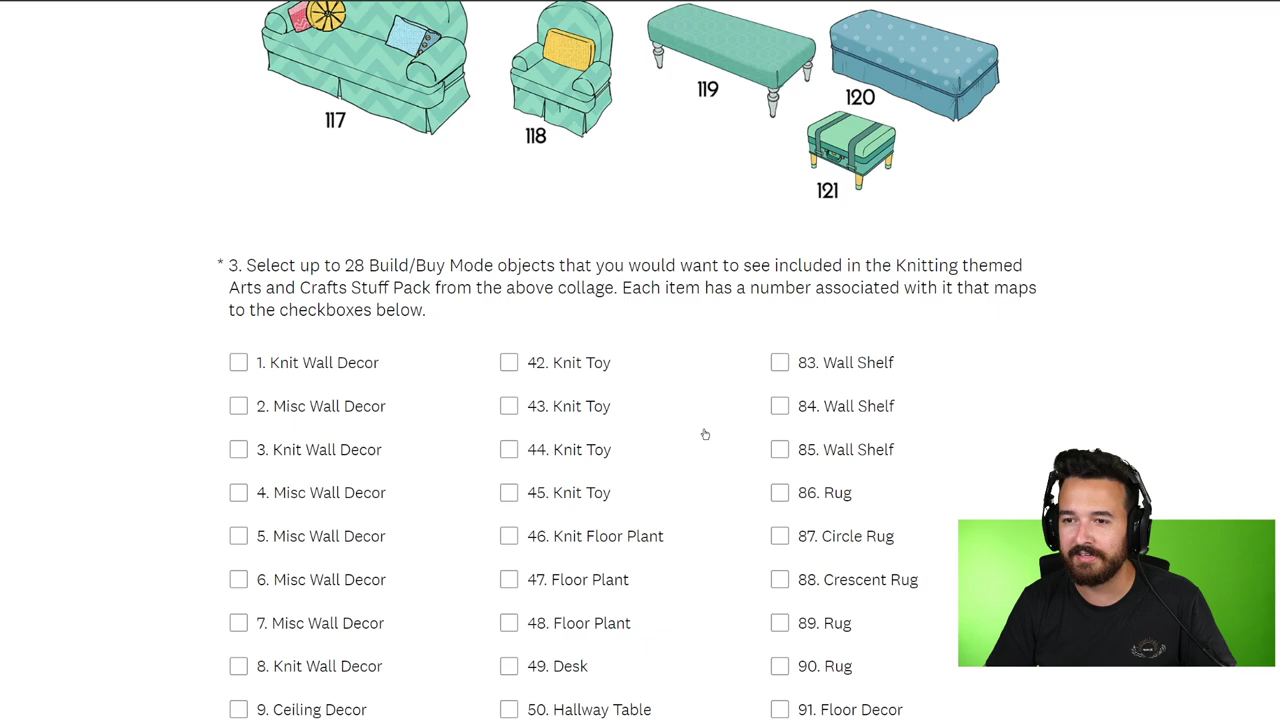 117
118
119
120
121
* 3. Select up to 28 Build/Buy Mode objects that you would want to see included in the Knitting themed
Arts and Crafts Stuff Pack from the above collage. Each item has a number associated with it that maps
to the checkboxes below.
1. Knit Wall Decor
42. Knit Toy
83. Wall Shelf
2. Misc Wall Decor
43. Knit Toy
84. Wall Shelf
3. Knit Wall Decor
44. Knit Toy
85. Wall Shelf
4. Misc Wall Decor
45. Knit Toy
86. Rug
5. Misc Wall Decor
46. Knit Floor Plant
87. Circle Rug
6. Misc Wall Decor
47. Floor Plant
88. Crescent Rug
7. Misc Wall Decor
48. Floor Plant
89. Rug
8. Knit Wall Decor
49. Desk
90. Rug
9. Ceiling Decor
50. Hallway Table
91. Floor Decor